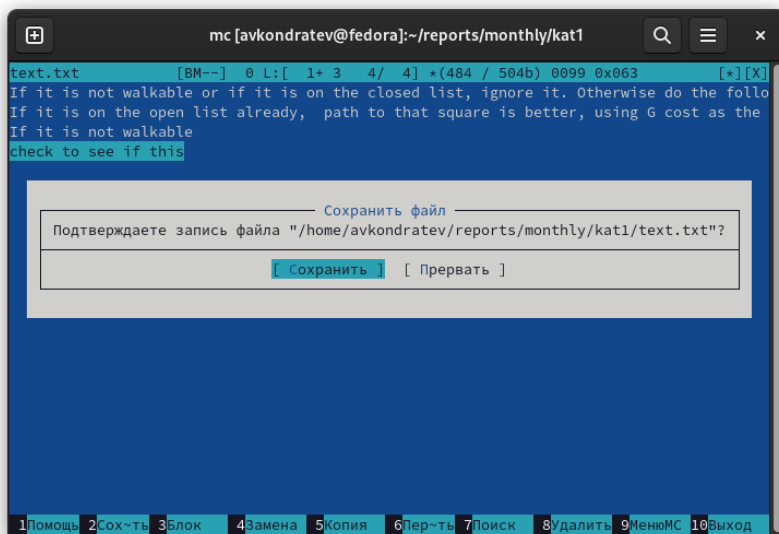 mc [avkondratev@fedora]:~/reports/monthly/kat1
text.txt [BM--] 0 L:[ 1+ 3 4/ 4] *(484 / 504b) 0099 0x063 [*][X]
If it is not walkable or if it is on the closed list, ignore it. Otherwise do the follo
If it is on the open list already,  path to that square is better, using G cost as the
If it is not walkable
check to see if this
Сохранить файл
Подтверждаете запись файла "/home/avkondratev/reports/monthly/kat1/text.txt"?
[ Сохранить ] [ Прервать ]
1Помощь 2Сох~ть 3Блок 4Замена 5Копия 6Пер~ть 7Поиск 8Удалить 9МенюМС 10Выход